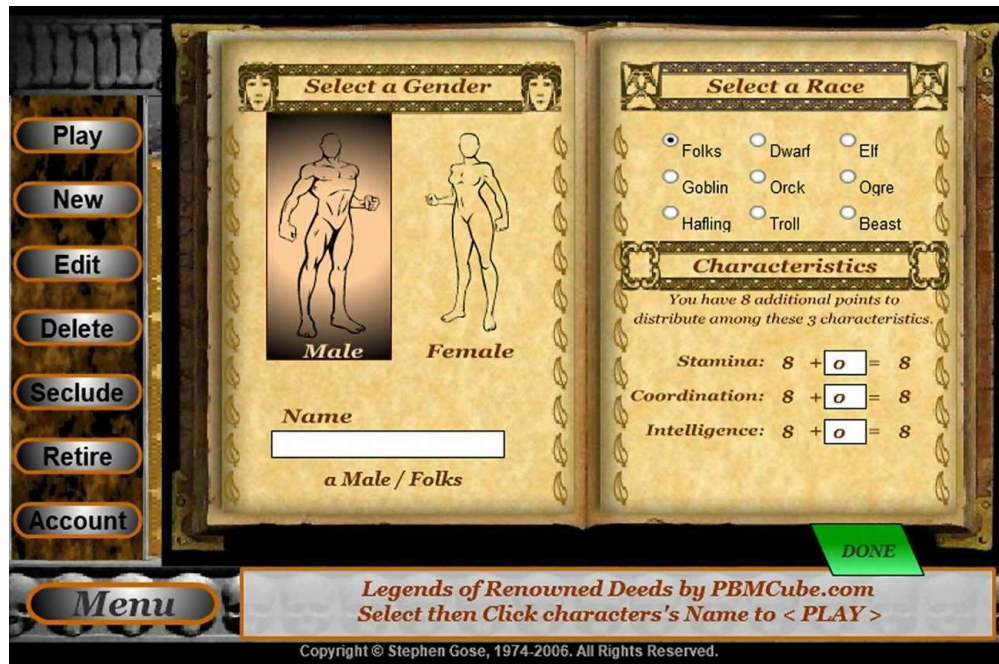 Play
New
Edit
Delete
Seclude
Retire
Account
Menu
Select a Gender
Male Female
Name
a Male / Folks
Select a Race
Folks Dwarf Elf
Goblin Orck Ogre
Hafling Troll Beast
Characteristics
You have 8 additional points to
distribute among these 3 characteristics.
Stamina: 8 + 0 = 8
Coordination: 8 + 0 = 8
Intelligence: 8 + 0 = 8
DONE
Legends of Renowned Deeds by PBMCube.com
Select then Click characters's Name to < PLAY >
Copyright © Stephen Gose, 1974-2006. All Rights Reserved.